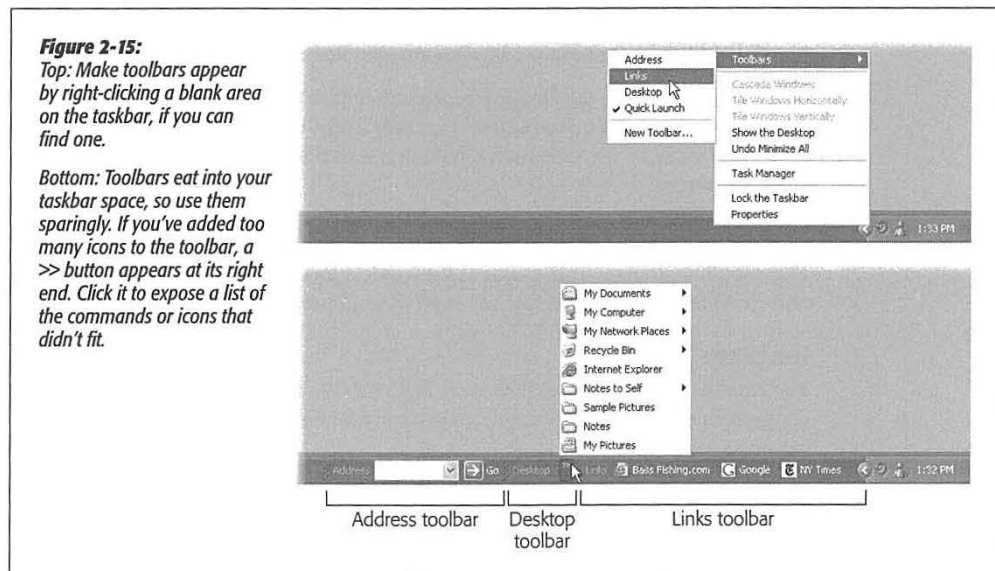 Figure 2-15:
Top: Make toolbars appear
by right-clicking a blank area
on the taskbar, if you can
find one.
Bottom: Toolbars eat into your
taskbar space, so use them
sparingly. If you've added too
many icons to the toolbar, a
>> button appears at its right
end. Click it to expose a list of
the commands or icons that
didn't fit.
Address
Links
Desktop
✓ Quick Launch
New Toolbar...
Toolbars
Cascade Windows
Tile Windows Horizontally
Tile Windows Vertically
Show the Desktop
Undo Minimize All
Task Manager
Lock the Taskbar
Properties
1:33 PM
My Documents
My Computer
My Network Places
Recycle Bin
Internet Explorer
Notes to Self
Sample Pictures
Notes
My Pictures
Address Go Desktop Links Fishing.com Google NY Times 1:32 PM
Address toolbar Desktop Links toolbar
toolbar